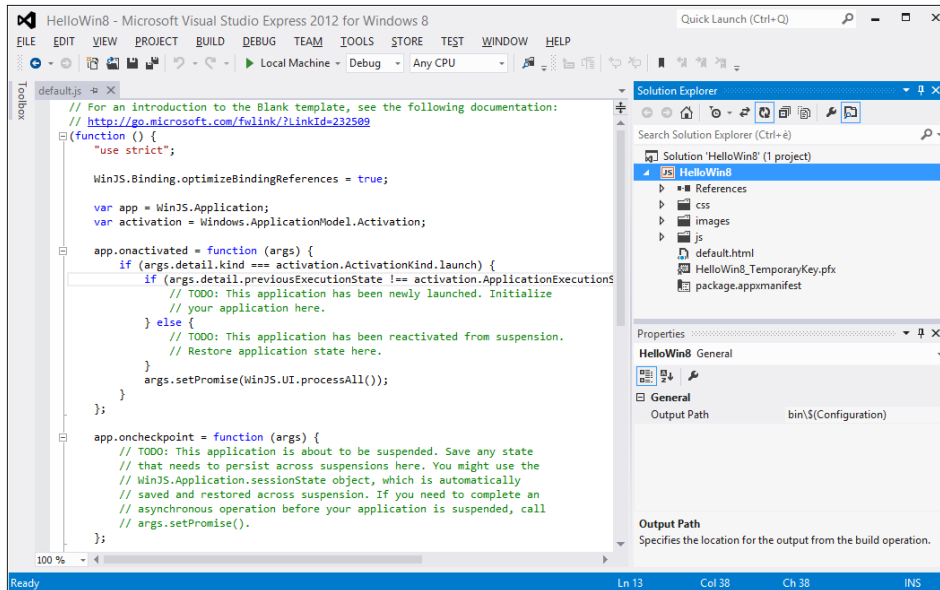 HelloWin8 - Microsoft Visual Studio Express 2012 for Windows 8
Quick Launch (Ctrl+Q)
FILE EDIT VIEW PROJECT BUILD DEBUG TEAM TOOLS STORE TEST WINDOW HELP
Local Machine Debug Any CPU
Toolbox
default.js
// For an introduction to the Blank template, see the following documentation:
// http://go.microsoft.com/fwlink/?LinkId=232509
(function () {
"use strict";
WinJS.Binding.optimizeBindingReferences = true;
var app = WinJS.Application;
var activation = Windows.ApplicationModel.Activation;
app.onactivated = function (args) {
if (args.detail.kind === activation.ActivationKind.launch) {
if (args.detail.previousExecutionState !== activation.ApplicationExecutionS
// TODO: This application has been newly launched. Initialize
// your application here.
} else {
// TODO: This application has been reactivated from suspension.
// Restore application state here.
}
args.setPromise(WinJS.UI.processAll());
}
};
app.oncheckpoint = function (args) {
// TODO: This application is about to be suspended. Save any state
// that needs to persist across suspensions here. You might use the
// WinJS.Application.sessionState object, which is automatically
// saved and restored across suspension. If you need to complete an
// asynchronous operation before your application is suspended, call
// args.setPromise().
};
100 %
Solution Explorer
Search Solution Explorer (Ctrl+è)
Solution 'HelloWin8' (1 project)
JS HelloWin8
References
css
images
js
default.html
HelloWin8_TemporaryKey.pfx
package.appxmanifest
Properties
HelloWin8 General
General
Output Path bin\$(Configuration)
Output Path
Specifies the location for the output from the build operation.
Ready Ln 13 Col 38 Ch 38 INS